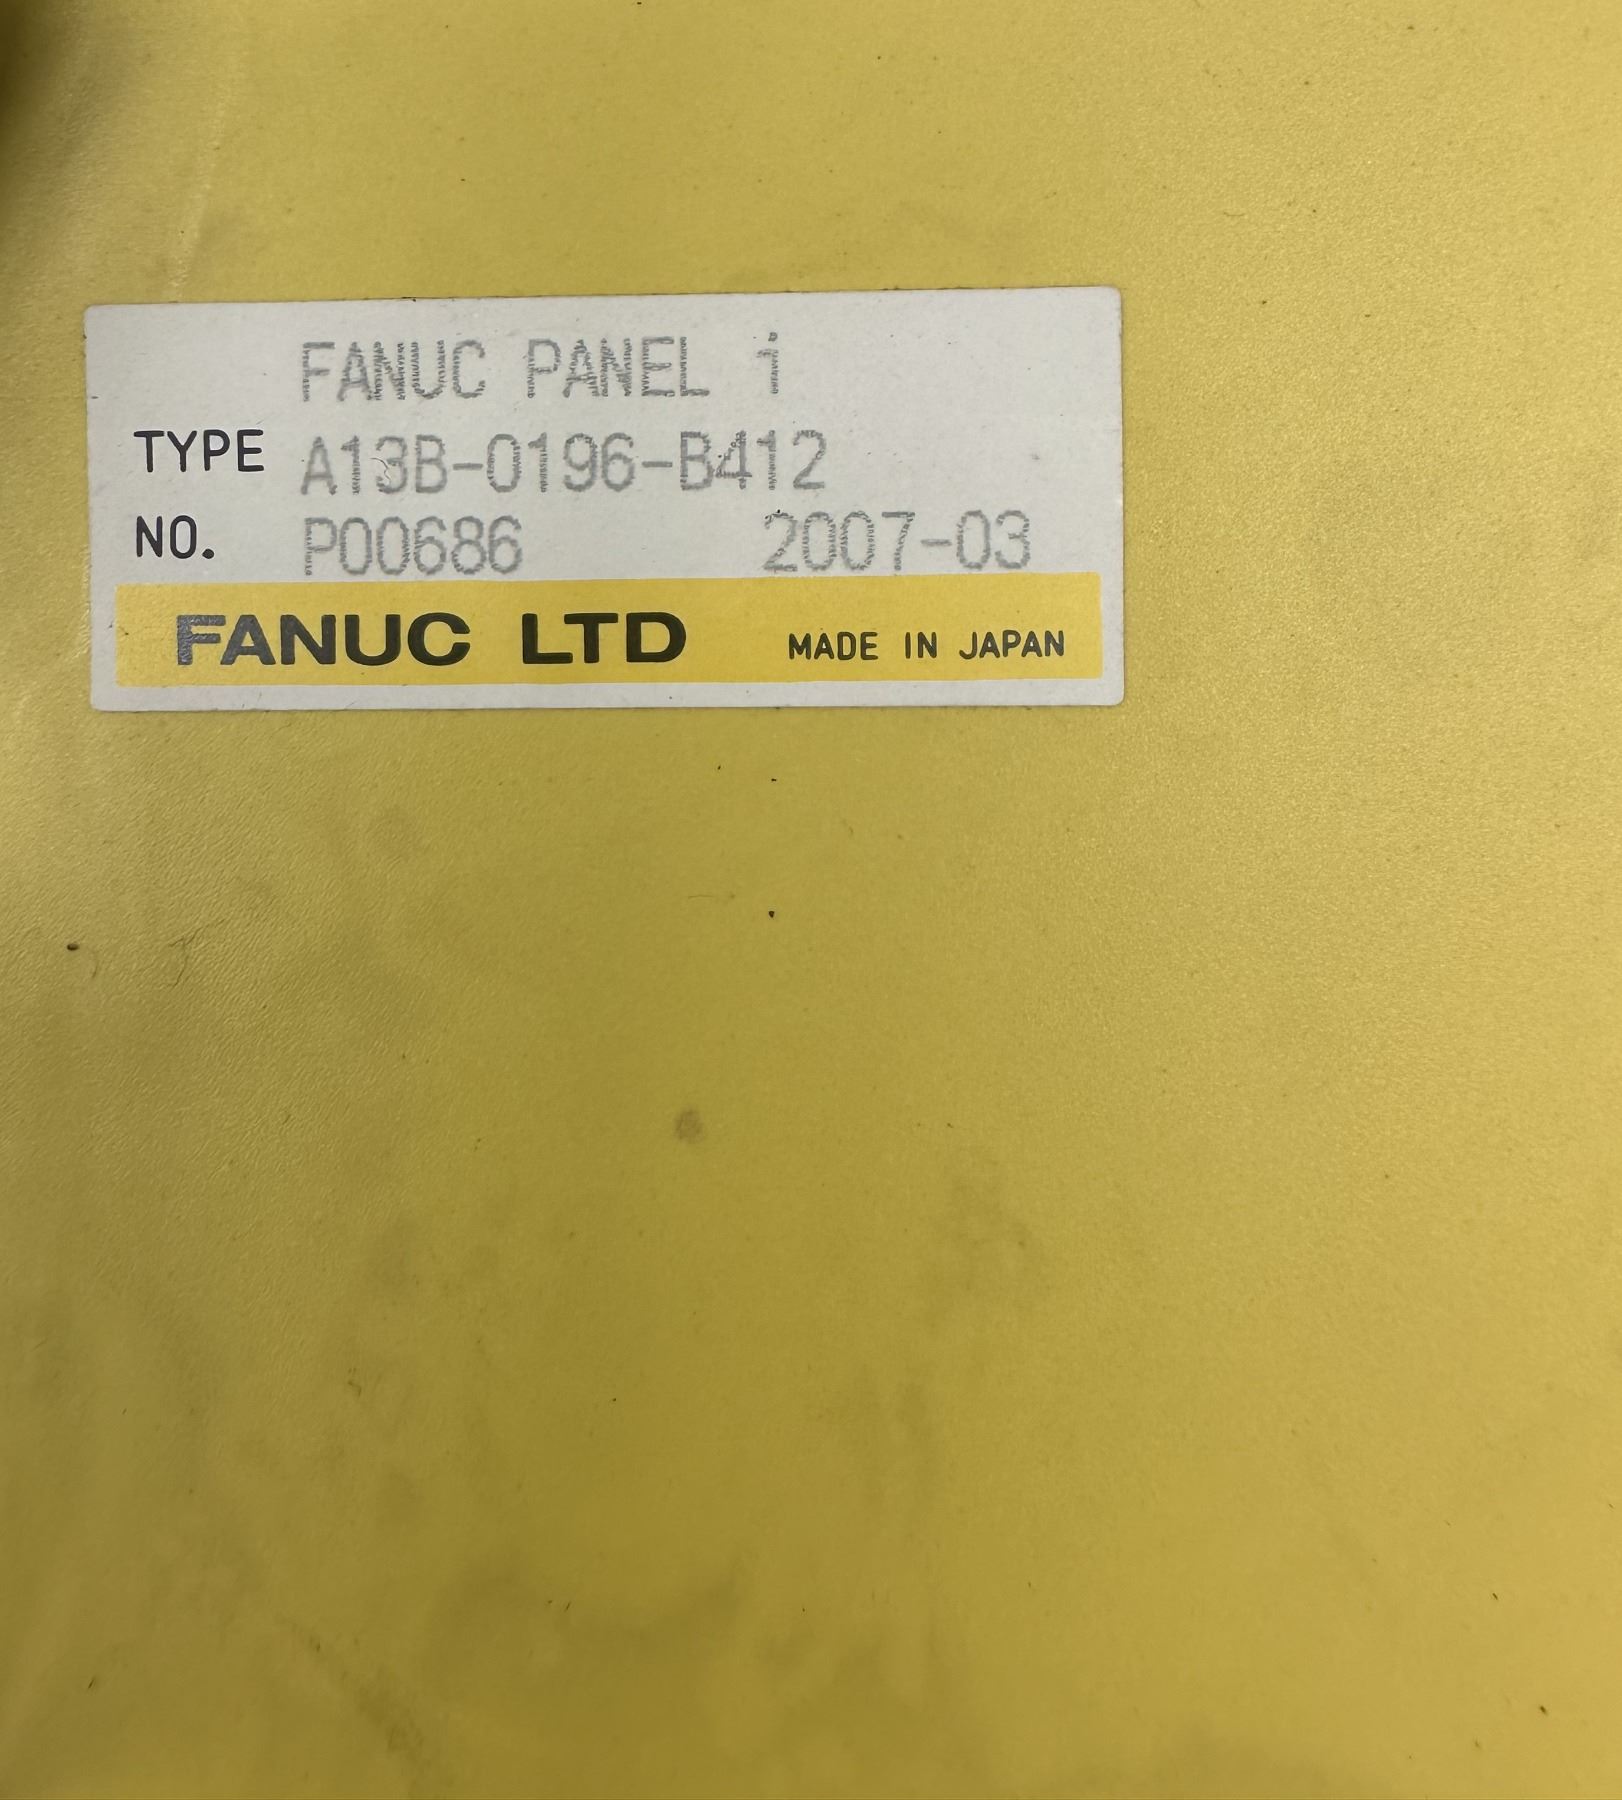 FANUC PANEL i
TYPE A13B-0196-B412
NO. P00686 2007-03
FANUC LTD MADE IN JAPAN